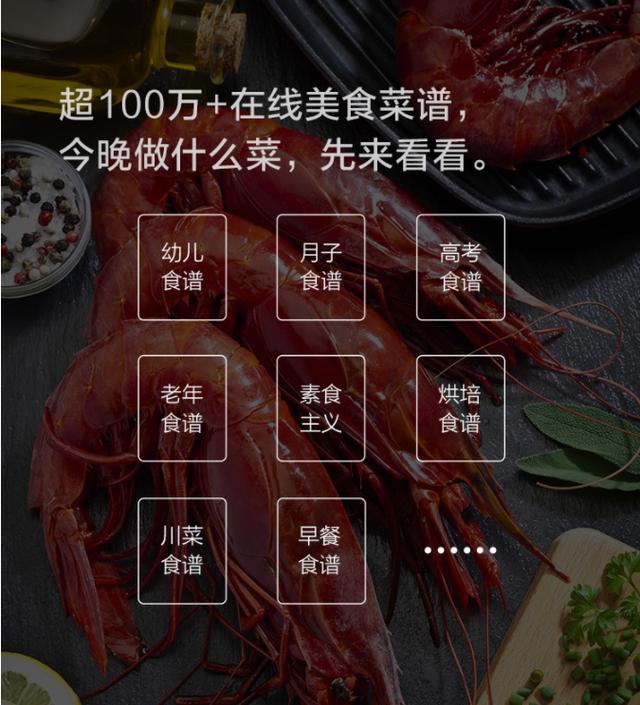 超100万+在线美食菜谱，
今晚做什么菜，先来看看。
幼儿
食谱
月子
食谱
高考
食谱
老年
食谱
素食
主义
烘培
食谱
川菜
食谱
早餐
食谱
······